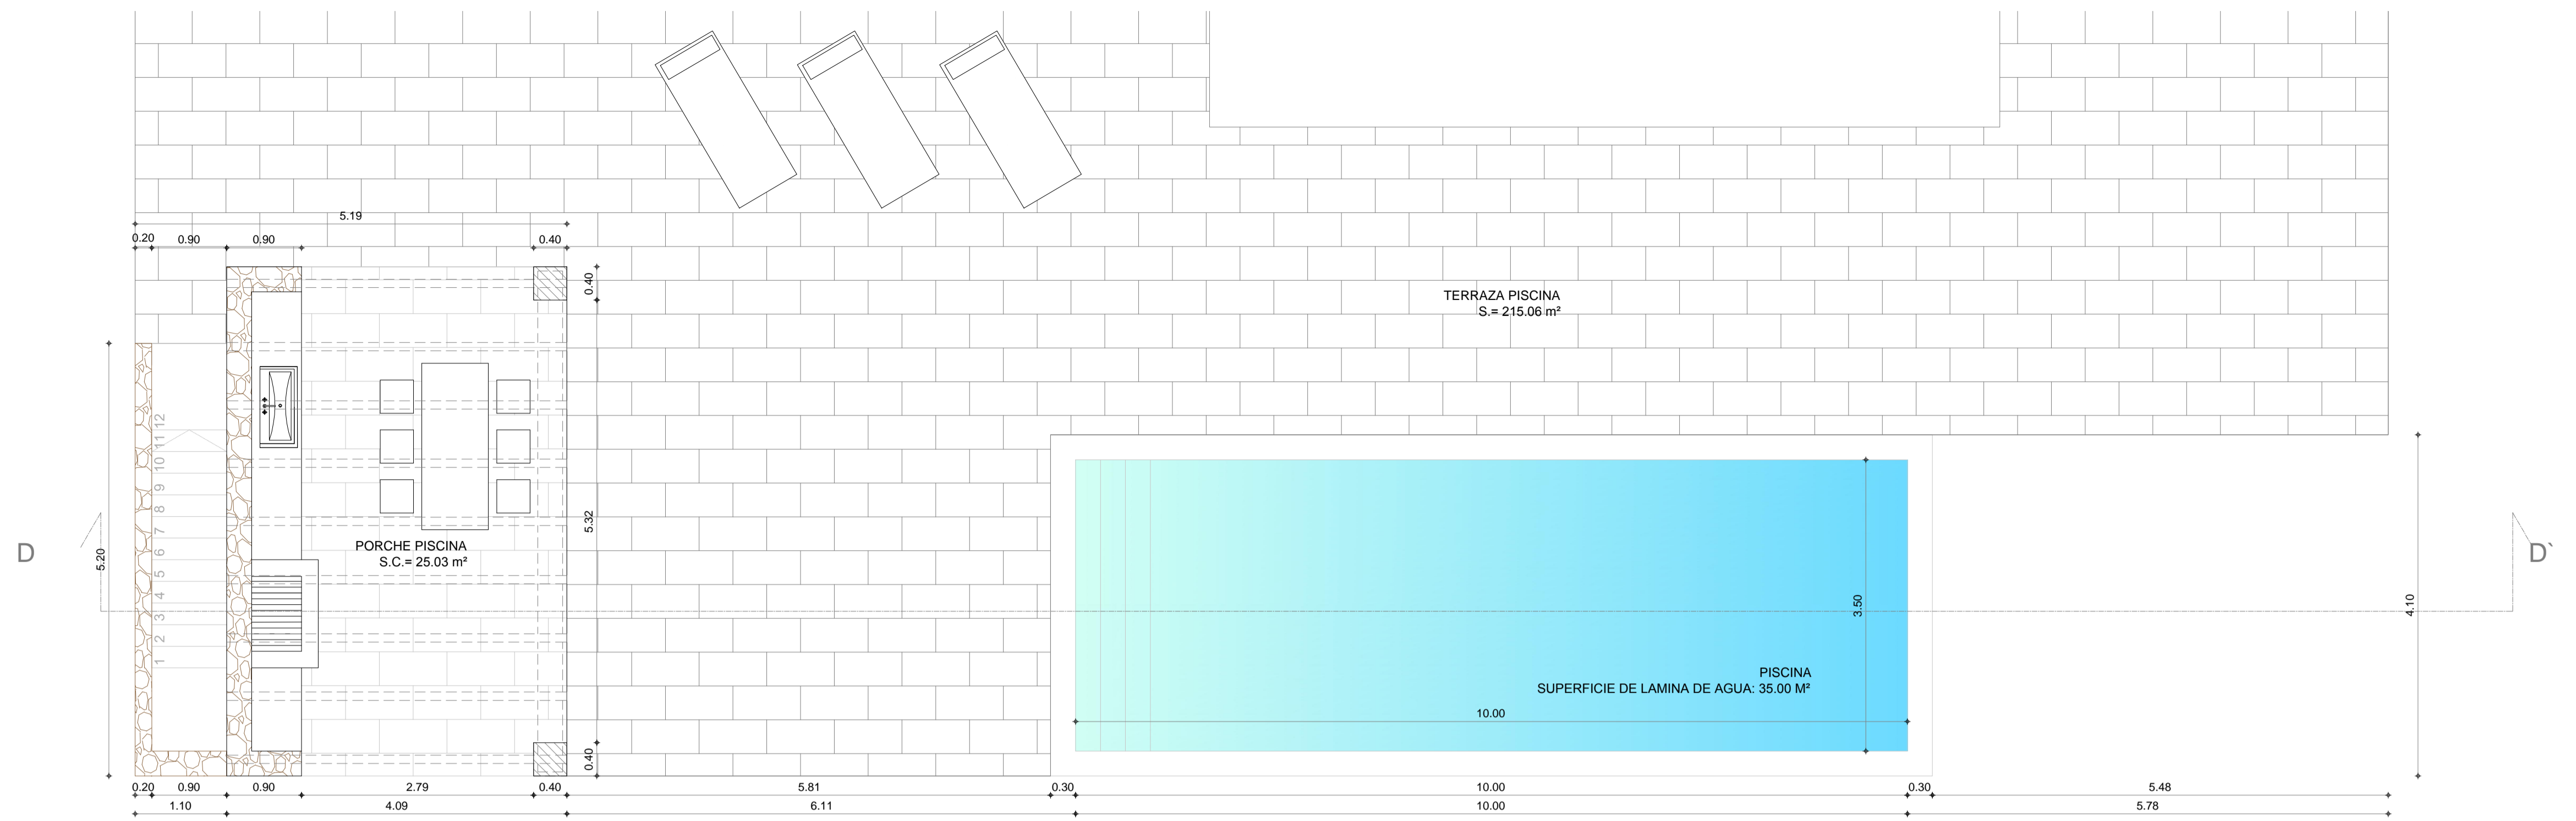 5.19
0.20 0.90 0.90 0.40
0.40
TERRAZA PISCINA
S.= 215.06 m²
12
11
10
9
8
7
6
5
4
3
2
1
5.32
PORCHE PISCINA
S.C.= 25.03 m²
D
D`
5.20
3.50
4.10
PISCINA
SUPERFICIE DE LAMINA DE AGUA: 35.00 M²
10.00
0.40
0.20 0.90 0.90 2.79 0.40 5.81 0.30 10.00 0.30 5.48
1.10 4.09 6.11 10.00 5.78